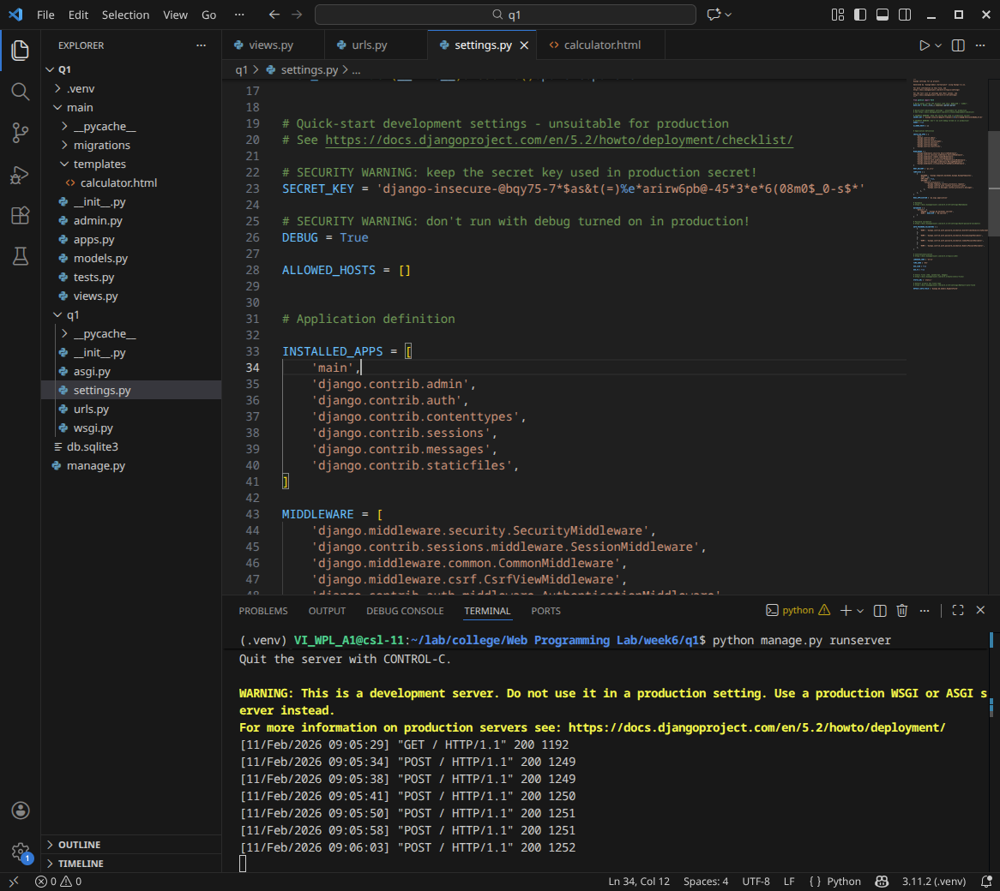 File Edit Selection View Go ··· q1
EXPLORER ···
Q1
.venv
main
__pycache__
migrations
templates
calculator.html
__init__.py
admin.py
apps.py
models.py
tests.py
views.py
q1
__pycache__
__init__.py
asgi.py
settings.py
urls.py
wsgi.py
db.sqlite3
manage.py
OUTLINE
TIMELINE
views.py urls.py settings.py calculator.html
q1 > settings.py > ...
17
18
19 # Quick-start development settings - unsuitable for production
20 # See https://docs.djangoproject.com/en/5.2/howto/deployment/checklist/
21
22 # SECURITY WARNING: keep the secret key used in production secret!
23 SECRET_KEY = 'django-insecure-@bqy75-7*$as&t(=)%e*arirw6pb@-45*3*e*6(08m0$_0-s$*'
24
25 # SECURITY WARNING: don't run with debug turned on in production!
26 DEBUG = True
27
28 ALLOWED_HOSTS = []
29
30
31 # Application definition
32
33 INSTALLED_APPS = [
34 'main',
35 'django.contrib.admin',
36 'django.contrib.auth',
37 'django.contrib.contenttypes',
38 'django.contrib.sessions',
39 'django.contrib.messages',
40 'django.contrib.staticfiles',
41 ]
42
43 MIDDLEWARE = [
44 'django.middleware.security.SecurityMiddleware',
45 'django.contrib.sessions.middleware.SessionMiddleware',
46 'django.middleware.common.CommonMiddleware',
47 'django.middleware.csrf.CsrfViewMiddleware',
48 'django.contrib.auth.middleware.AuthenticationMiddleware',
PROBLEMS OUTPUT DEBUG CONSOLE TERMINAL PORTS python
(.venv) VI_WPL_A1@csl-11:~/lab/college/Web Programming Lab/week6/q1$ python manage.py runserver
Quit the server with CONTROL-C.
WARNING: This is a development server. Do not use it in a production setting. Use a production WSGI or ASGI s
erver instead.
For more information on production servers see: https://docs.djangoproject.com/en/5.2/howto/deployment/
[11/Feb/2026 09:05:29] "GET / HTTP/1.1" 200 1192
[11/Feb/2026 09:05:34] "POST / HTTP/1.1" 200 1249
[11/Feb/2026 09:05:38] "POST / HTTP/1.1" 200 1249
[11/Feb/2026 09:05:41] "POST / HTTP/1.1" 200 1250
[11/Feb/2026 09:05:50] "POST / HTTP/1.1" 200 1251
[11/Feb/2026 09:05:58] "POST / HTTP/1.1" 200 1251
[11/Feb/2026 09:06:03] "POST / HTTP/1.1" 200 1252
1
0 0 Ln 34, Col 12 Spaces: 4 UTF-8 LF { } Python 3.11.2 (.venv)